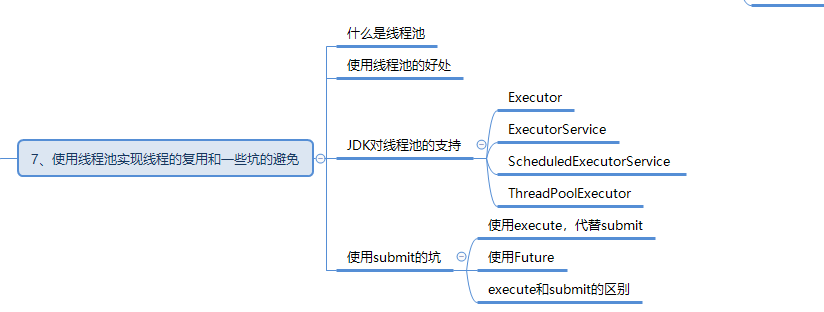 什么是线程池
使用线程池的好处
7、使用线程池实现线程的复用和一些坑的避免
JDK对线程池的支持
Executor
ExecutorService
ScheduledExecutorService
ThreadPoolExecutor
使用submit的坑
使用execute，代替submit
使用Future
execute和submit的区别